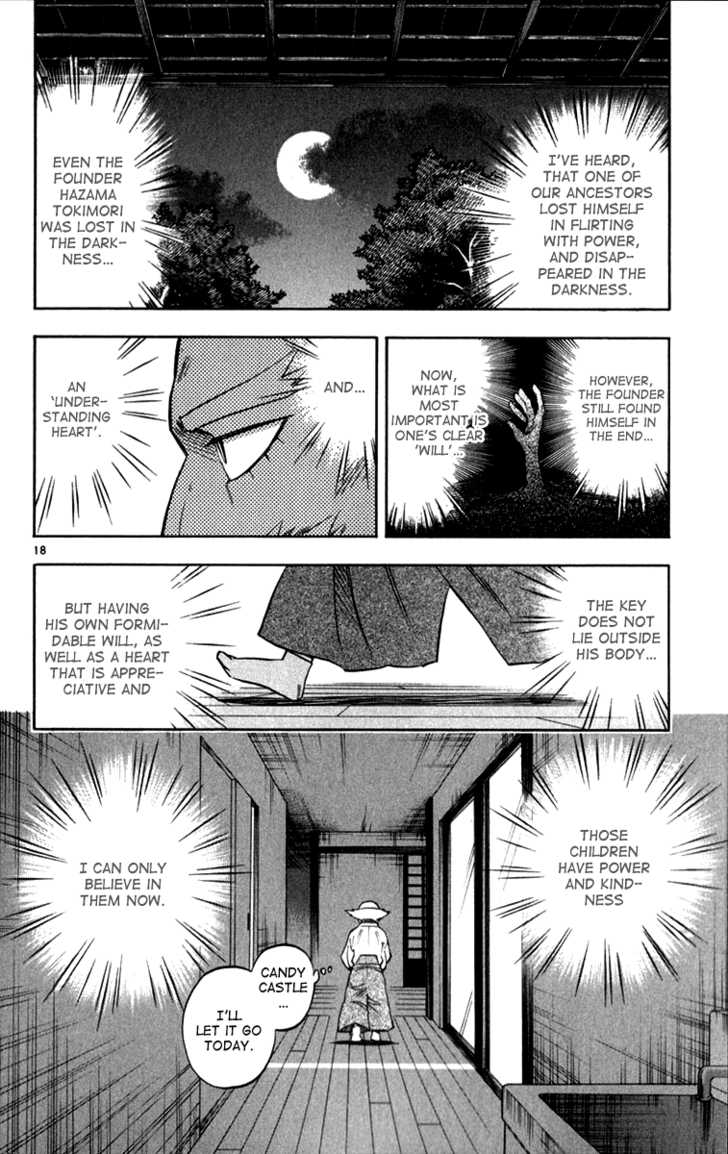 I'VE HEARD,
THAT ONE OF
OUR ANCESTORS
LOST HIMSELF
IN FLIRTING
WITH POWER,
AND DISAP-
PEARED IN THE
DARKNESS.
EVEN THE
FOUNDER
HAZAMA
TOKIMORI
WAS LOST IN
THE DARK-
NESS...
HOWEVER,
THE FOUNDER
STILL FOUND
HIMSELF IN
THE END...
NOW,
WHAT IS
MOST
IMPORTANT IS
ONE'S CLEAR
'WILL'...
AND...
AN
'UNDER-
STANDING
HEART'.
18
THE KEY
DOES NOT
LIE OUTSIDE
HIS BODY...
BUT HAVING
HIS OWN FORMI-
DABLE WILL, AS
WELL AS A HEART
THAT IS APPRE-
CIATIVE AND
THOSE
CHILDREN
HAVE POWER
AND KIND-
NESS
I CAN ONLY
BELIEVE IN
THEM NOW.
CANDY
CASTLE
...
I'LL
LET IT GO
TODAY.